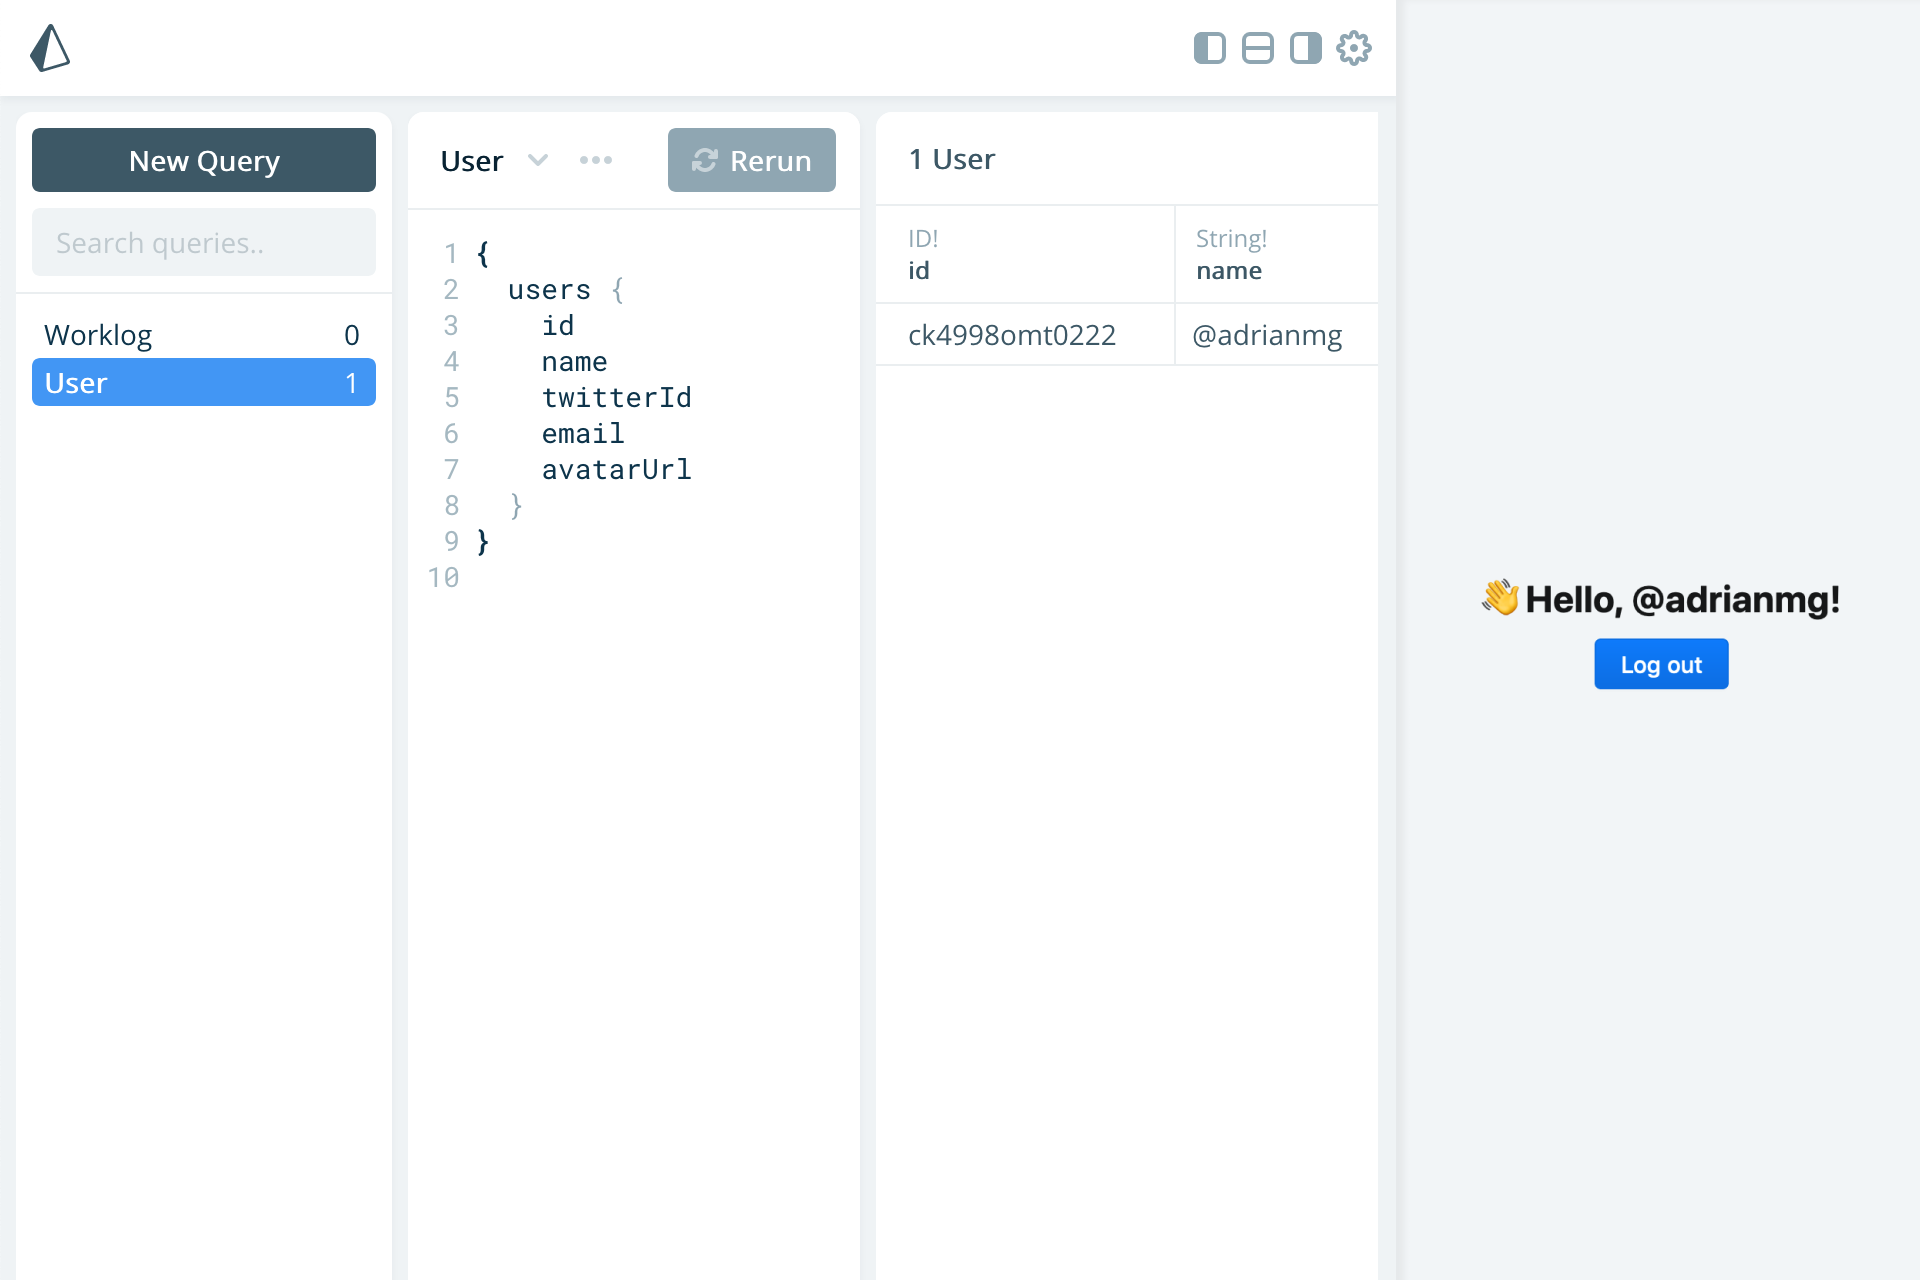 New Query
Search queries..
Worklog 0
User 1
User
Rerun
1 {
2 users {
3 id
4 name
5 twitterId
6 email
7 avatarUrl
8 }
9 }
10
1 User
ID! String!
id name
ck4998omt0222 @adrianmg
👋 Hello, @adrianmg!
Log out